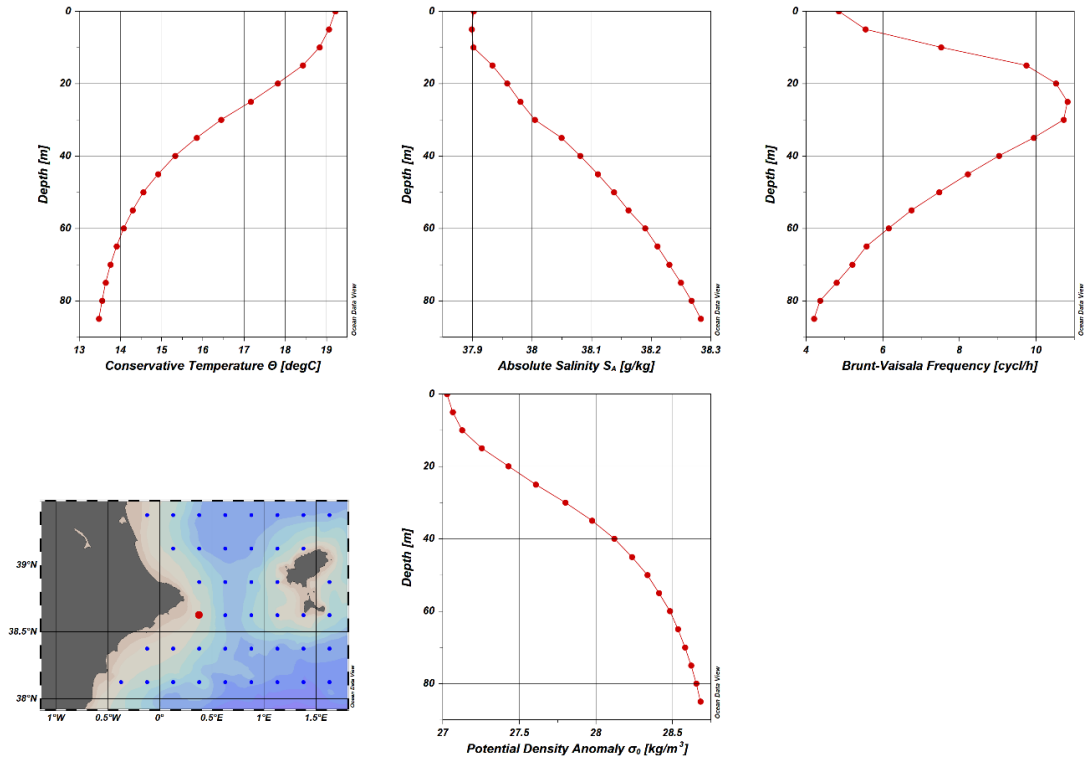 0
20
40
60
80
Depth [m]
13 14 15 16 17 18 19
Conservative Temperature Θ [degC]
Ocean Data View
0
20
40
60
80
Depth [m]
37.9 38 38.1 38.2 38.3
Absolute Salinity SA [g/kg]
Ocean Data View
0
20
40
60
80
Depth [m]
4 6 8 10
Brunt-Vaisala Frequency [cycl/h]
Ocean Data View
39°N
38.5°N
38°N
1°W 0.5°W 0° 0.5°E 1°E 1.5°E
Ocean Data View
0
20
40
60
80
Depth [m]
27 27.5 28 28.5
Potential Density Anomaly σ0 [kg/m³]
Ocean Data View